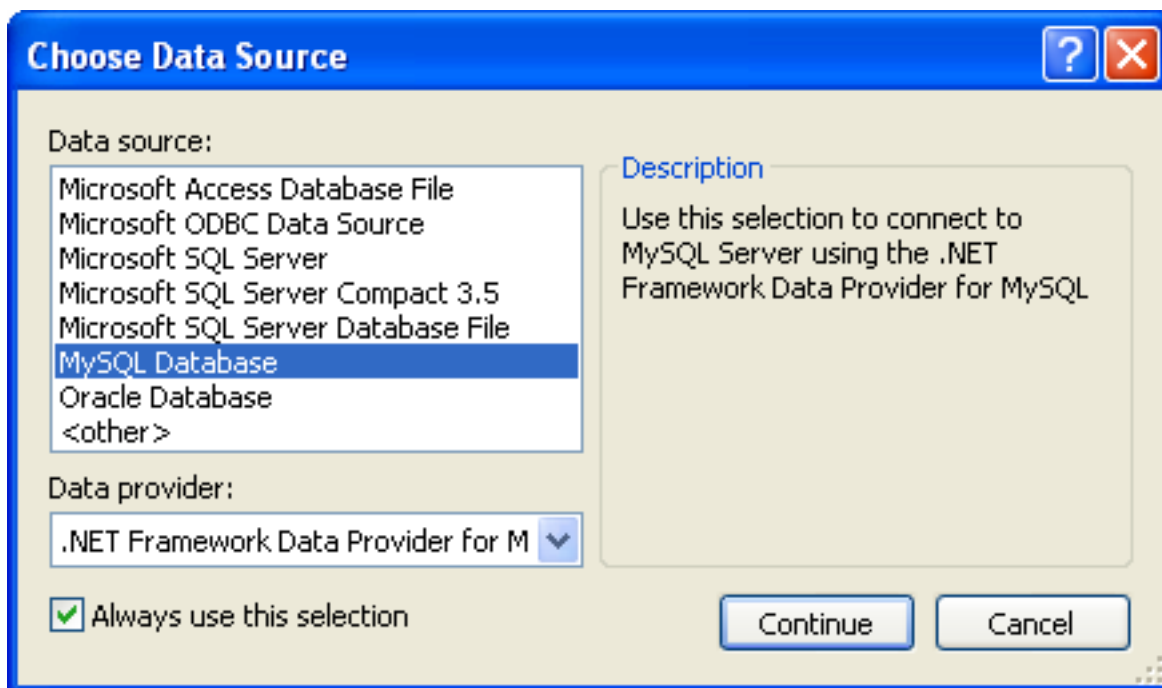 Choose Data Source
?
Data source:
Microsoft Access Database File
Microsoft ODBC Data Source
Microsoft SQL Server
Microsoft SQL Server Compact 3.5
Microsoft SQL Server Database File
MySQL Database
Oracle Database
<other>
Description
Use this selection to connect to
MySQL Server using the .NET
Framework Data Provider for MySQL
Data provider:
.NET Framework Data Provider for M
Always use this selection
Continue
Cancel